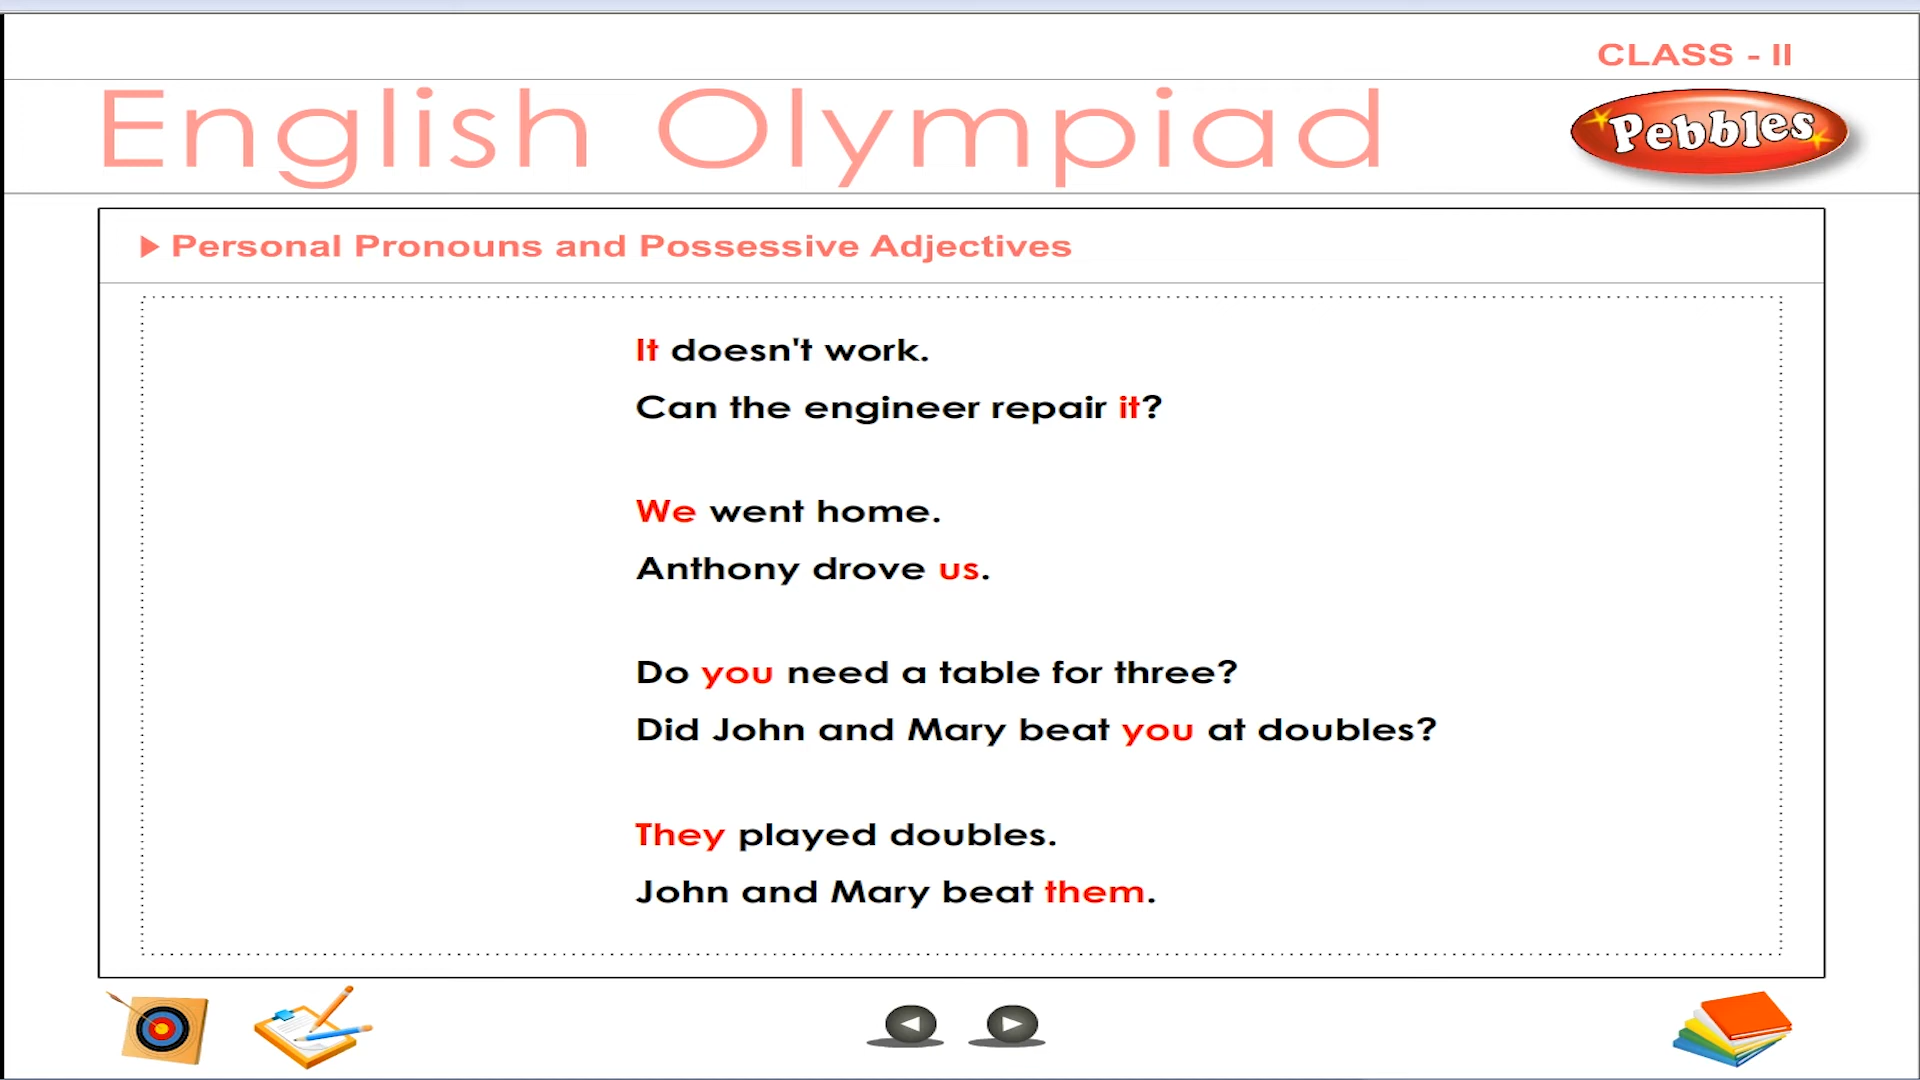 CLASS - II
English Olympiad
Pebbles
Personal Pronouns and Possessive Adjectives
It doesn't work.
Can the engineer repair it?
We went home.
Anthony drove us.
Do you need a table for three?
Did John and Mary beat you at doubles?
They played doubles.
John and Mary beat them.